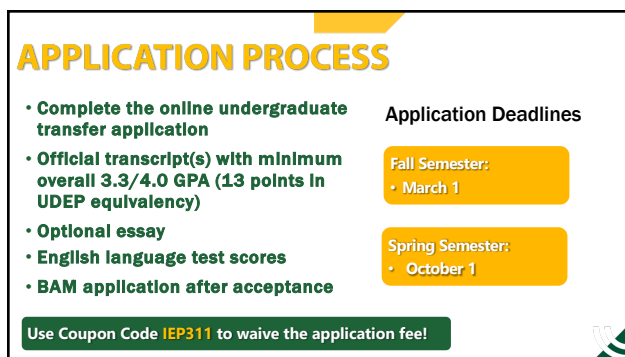 APPLICATION PROCESS
• Complete the online undergraduate
transfer application
• Official transcript(s) with minimum
overall 3.3/4.0 GPA (13 points in
UDEP equivalency)
• Optional essay
• English language test scores
• BAM application after acceptance
Application Deadlines
Fall Semester:
• March 1
Spring Semester:
• October 1
Use Coupon Code IEP311 to waive the application fee!